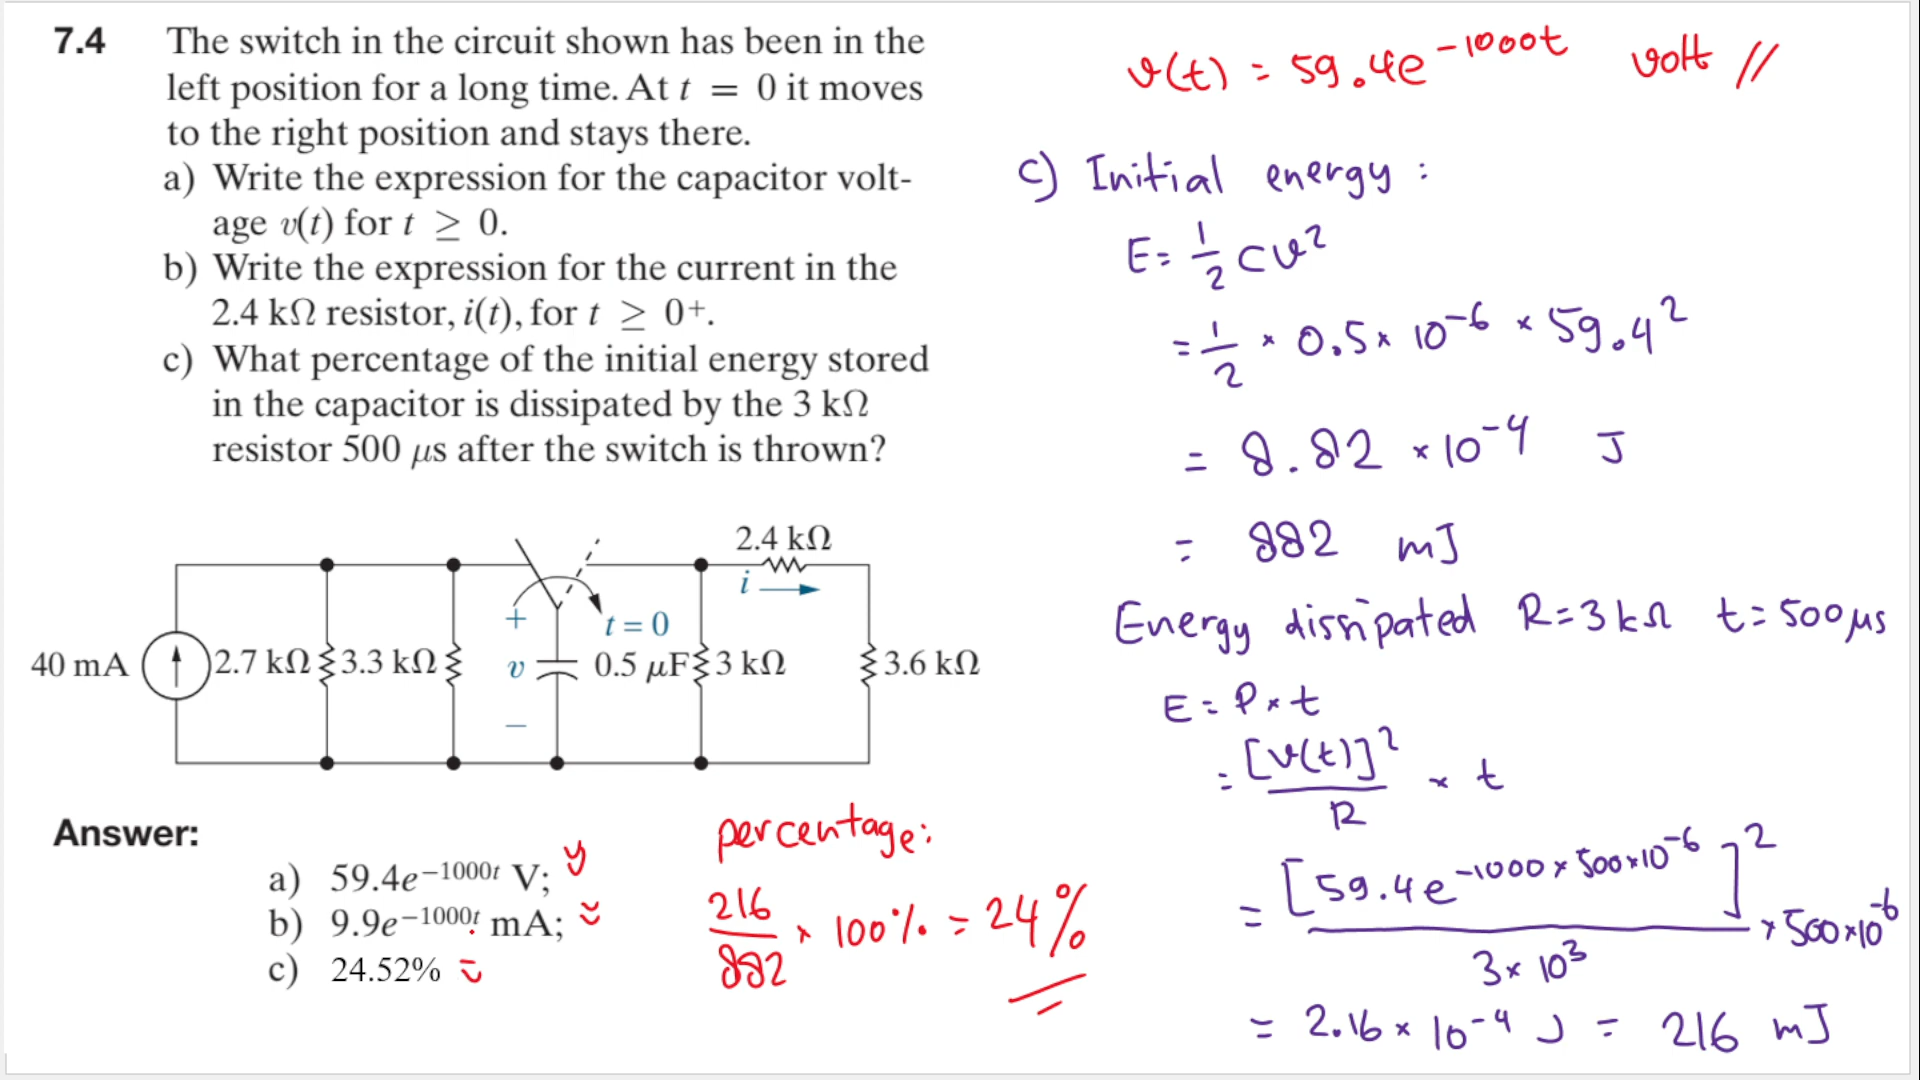 7.4 The switch in the circuit shown has been in the
left position for a long time. At t = 0 it moves
to the right position and stays there.
a) Write the expression for the capacitor volt-
age v(t) for t ≥ 0.
b) Write the expression for the current in the
2.4 kΩ resistor, i(t), for t ≥ 0+.
c) What percentage of the initial energy stored
in the capacitor is dissipated by the 3 kΩ
resistor 500 μs after the switch is thrown?
2.4 kΩ
i
+
t = 0
40 mA
2.7 kΩ
3.3 kΩ
v
0.5 μF
3 kΩ
3.6 kΩ
−
Answer:
a) 59.4e^−1000t V;
b) 9.9e^−1000t mA;
c) 24.52%
percentage:
216/882 × 100% = 24%
v(t) = 59.4e^−1000t volt //
c) Initial energy :
E = 1/2 cv²
= 1/2 × 0.5 × 10^−6 × 59.4²
= 8.82 × 10^−4 J
= 882 mJ
Energy dissipated R=3kΩ t=500μs
E = P × t
= [v(t)]²/R × t
= [59.4e^−1000×500×10^−6]²/3×10³ × 500×10^−6
= 2.16 × 10^−4 J = 216 mJ